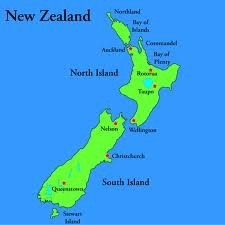 New Zealand
Northland
Bay of
Islands
Auckland
Coromandel
Bay of
Plenty
North Island
Rotorua
Taupo
Nelson
Wellington
Christchurch
South Island
Queenstown
Stewart
Island